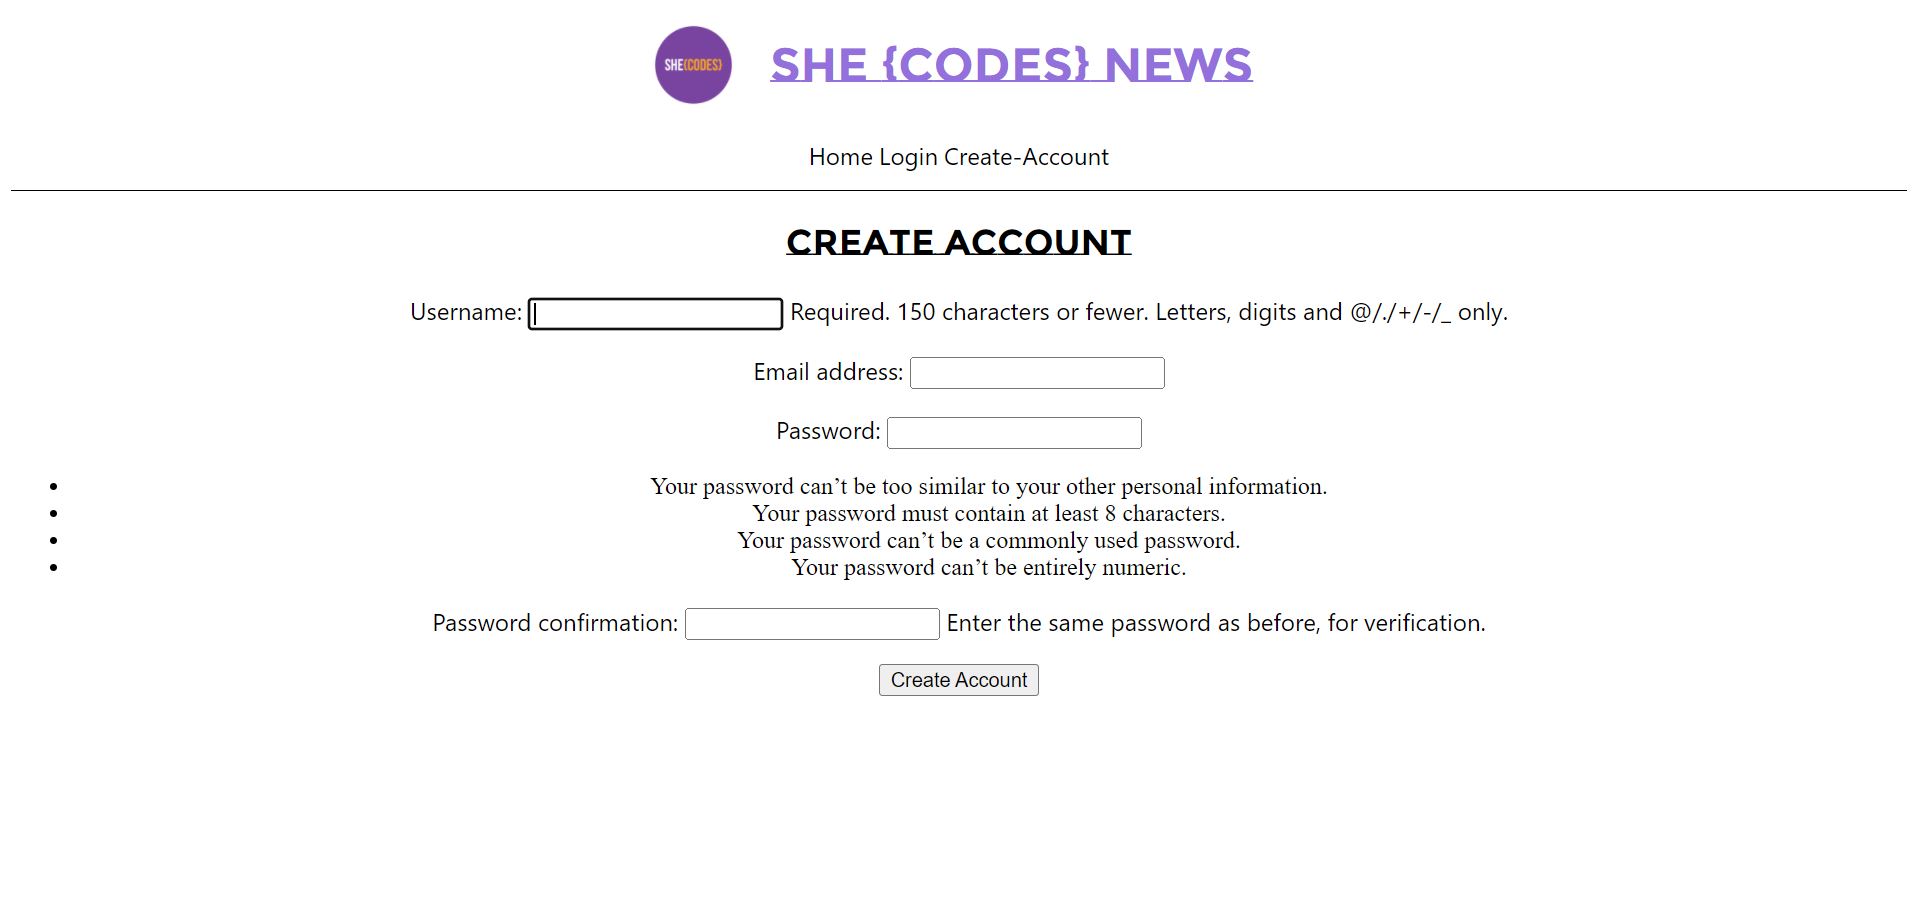 SHE{CODES}
SHE {CODES} NEWS
Home Login Create-Account
CREATE ACCOUNT
Username: Required. 150 characters or fewer. Letters, digits and @/./+/-/_ only.
Email address:
Password:
Your password can’t be too similar to your other personal information.
Your password must contain at least 8 characters.
Your password can’t be a commonly used password.
Your password can’t be entirely numeric.
Password confirmation: Enter the same password as before, for verification.
Create Account